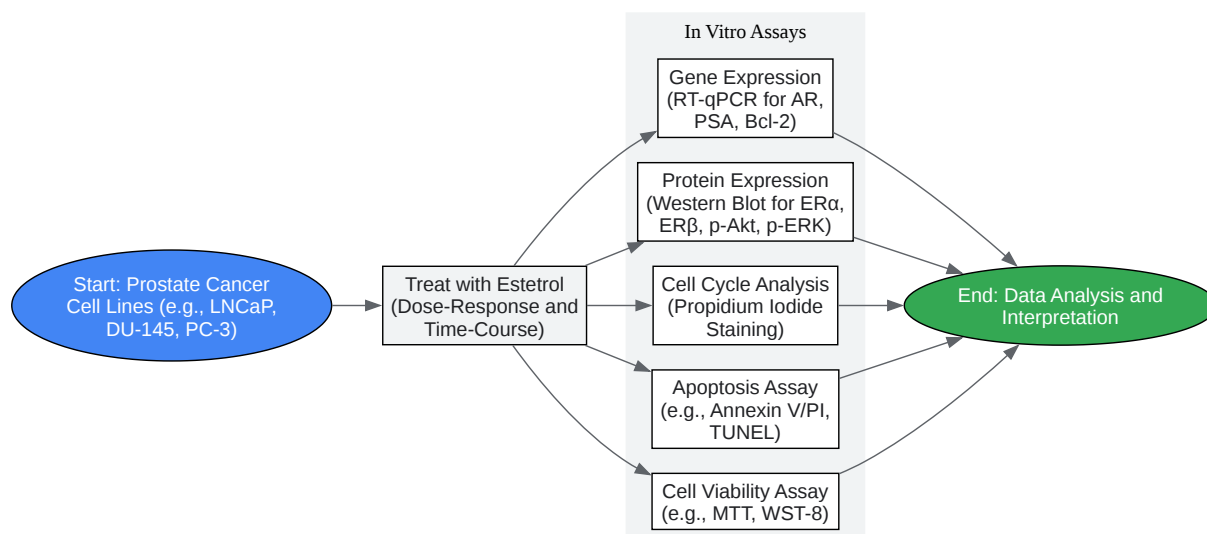 In Vitro Assays
Gene Expression
(RT-qPCR for AR,
PSA, Bcl-2)
Protein Expression
(Western Blot for ERα,
ERβ, p-Akt, p-ERK)
Start: Prostate Cancer
Cell Lines (e.g., LNCaP,
DU-145, PC-3)
Treat with Estetrol
(Dose-Response and
Time-Course)
Cell Cycle Analysis
(Propidium Iodide
Staining)
End: Data Analysis and
Interpretation
Apoptosis Assay
(e.g., Annexin V/PI,
TUNEL)
Cell Viability Assay
(e.g., MTT, WST-8)